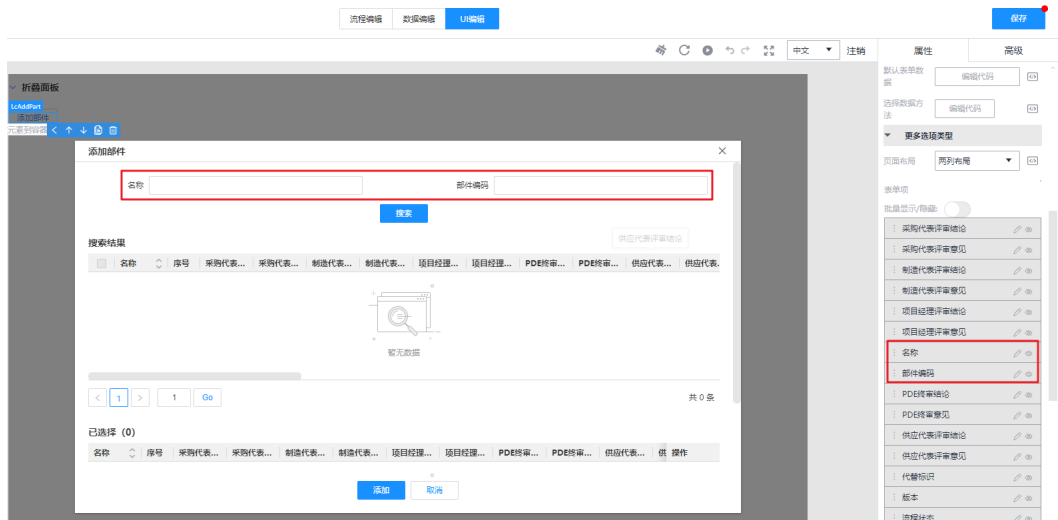 流程编辑 数据编辑 UI编辑 保存
中文 注销 属性 高级
默认表单数据 编辑代码
选择数据方法 编辑代码
更多选项类型
页面布局 两列布局
表单项
批量显示/隐藏:
采购代表评审结论
采购代表评审意见
制造代表评审结论
制造代表评审意见
项目经理评审结论
项目经理评审意见
名称
部件编码
PDE终审结论
PDE终审意见
供应代表评审结论
供应代表评审意见
代替标识
版本
流程状态
折叠面板
LcAddPart
添加部件
元素到容器
添加部件
名称 部件编码
搜索
供应代表评审结论
搜索结果
名称 序号 采购代表... 采购代表... 制造代表... 制造代表... 项目经理... 项目经理... PDE终审... PDE终审... 供应代表... 供应代表.
暂无数据
1 1 Go 共 0 条
已选择（0）
名称 序号 采购代表... 采购代表... 制造代表... 制造代表... 项目经理... 项目经理... PDE终审... PDE终审... 供应代表... 供 操作
添加 取消